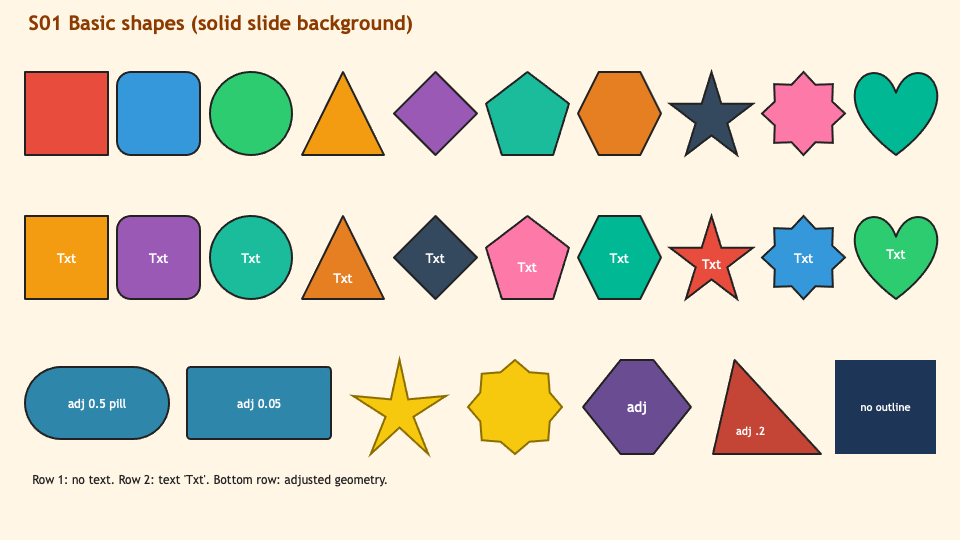 S01 Basic shapes (solid slide background)
Txt Txt Txt Txt Txt Txt Txt Txt Txt Txt
adj 0.5 pill adj 0.05 adj adj .2 no outline
Row 1: no text. Row 2: text 'Txt'. Bottom row: adjusted geometry.